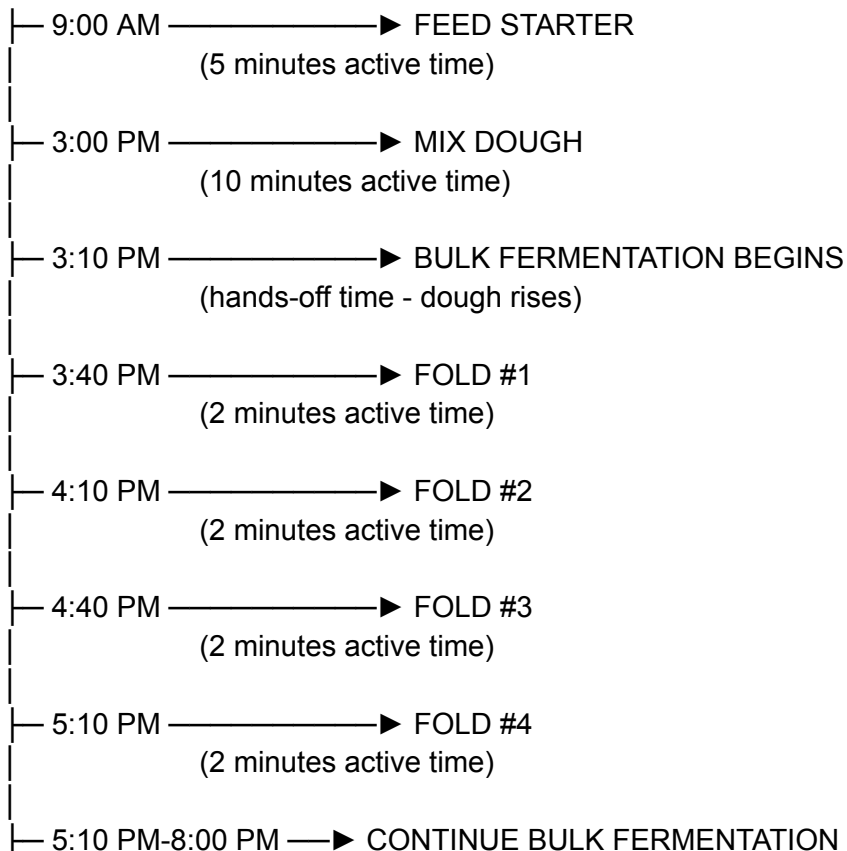 9:00 AM ──────────► FEED STARTER
(5 minutes active time)
3:00 PM ──────────► MIX DOUGH
(10 minutes active time)
3:10 PM ──────────► BULK FERMENTATION BEGINS
(hands-off time - dough rises)
3:40 PM ──────────► FOLD #1
(2 minutes active time)
4:10 PM ──────────► FOLD #2
(2 minutes active time)
4:40 PM ──────────► FOLD #3
(2 minutes active time)
5:10 PM ──────────► FOLD #4
(2 minutes active time)
5:10 PM-8:00 PM ──► CONTINUE BULK FERMENTATION